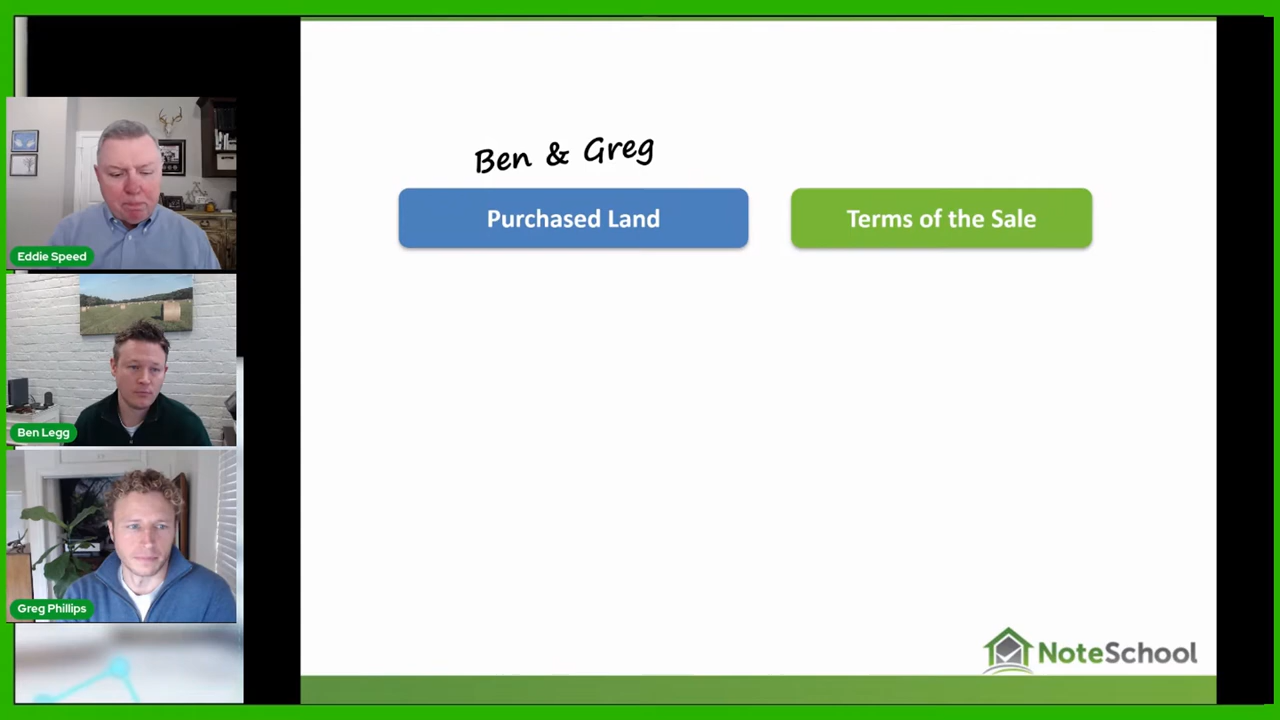 Ben & Greg
Purchased Land
Terms of the Sale
Eddie Speed
Ben Legg
Greg Phillips
NoteSchool